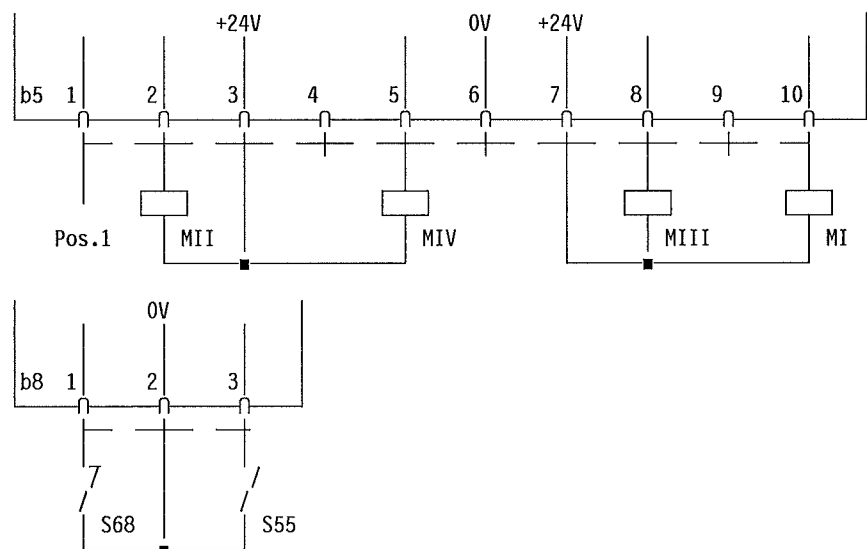 +24V 0V +24V
b5 1 2 3 4 5 6 7 8 9 10
Pos.1 MII MIV MIII MI
0V
b8 1 2 3
S68 S55